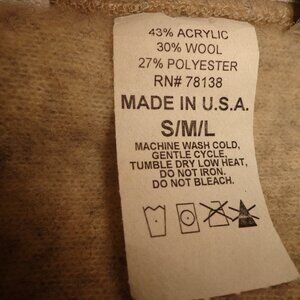 43% ACRYLIC
30% WOOL
27% POLYESTER
RN# 78138
MADE IN U.S.A.
S/M/L
MACHINE WASH COLD,
GENTLE CYCLE,
TUMBLE DRY LOW HEAT,
DO NOT IRON.
DO NOT BLEACH.